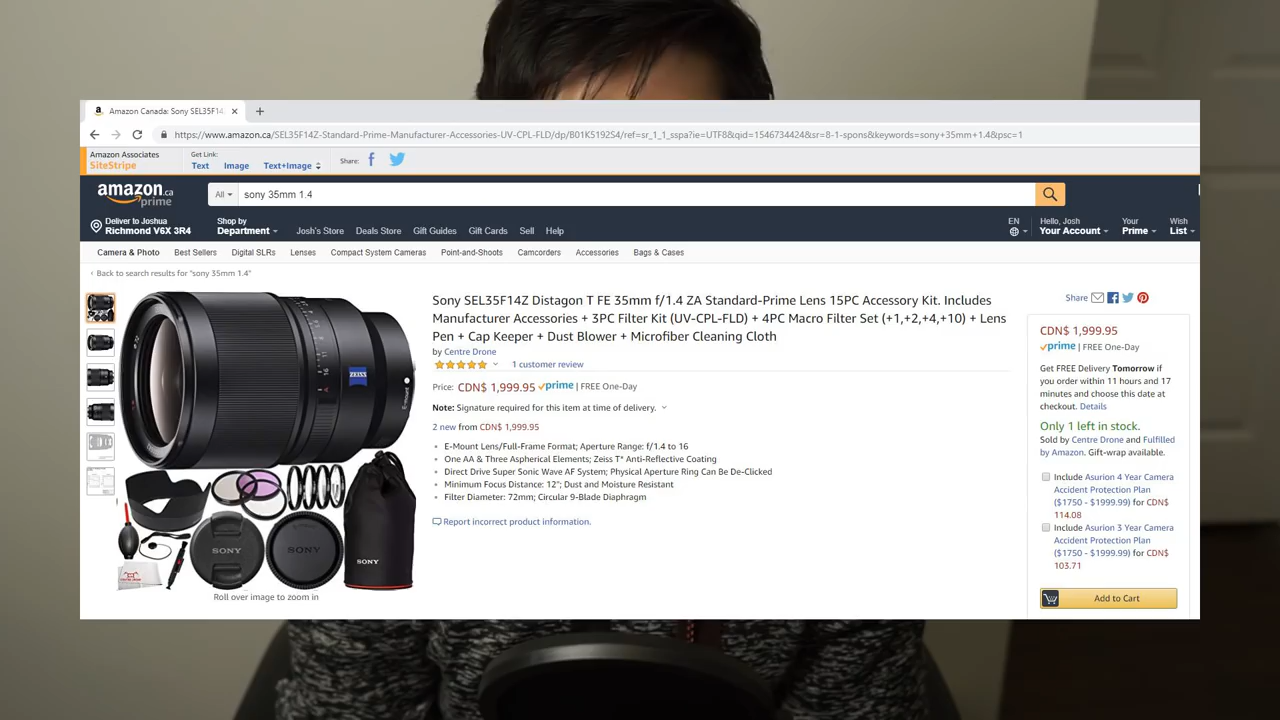 Amazon Canada: Sony SEL35F14
https://www.amazon.ca/SEL35F14Z-Standard-Prime-Manufacturer-Accessories-UV-CPL-FLD/dp/B01K5192S4/ref=sr_1_1_sspa?ie=UTF8&qid=1546734424&sr=8-1-spons&keywords=sony+35mm+1.4&psc=1
Amazon Associates
SiteStripe
Get Link:
Text Image Text+Image
Share:
amazon.ca
prime
All
sony 35mm 1.4
Deliver to Joshua
Richmond V6X 3R4
Shop by
Department
Josh's Store Deals Store Gift Guides Gift Cards Sell Help
EN
Hello, Josh
Your Account
Your
Prime
Wish
List
Camera & Photo Best Sellers Digital SLRs Lenses Compact System Cameras Point-and-Shoots Camcorders Accessories Bags & Cases
‹ Back to search results for "sony 35mm 1.4"
ZEISS
E-mount
SONY
SONY
SONY
Roll over image to zoom in
Sony SEL35F14Z Distagon T FE 35mm f/1.4 ZA Standard-Prime Lens 15PC Accessory Kit. Includes
Manufacturer Accessories + 3PC Filter Kit (UV-CPL-FLD) + 4PC Macro Filter Set (+1,+2,+4,+10) + Lens
Pen + Cap Keeper + Dust Blower + Microfiber Cleaning Cloth
by Centre Drone
1 customer review
Price: CDN$ 1,999.95 prime | FREE One-Day
Note: Signature required for this item at time of delivery.
2 new from CDN$ 1,999.95
• E-Mount Lens/Full-Frame Format; Aperture Range: f/1.4 to 16
• One AA & Three Aspherical Elements; Zeiss T* Anti-Reflective Coating
• Direct Drive Super Sonic Wave AF System; Physical Aperture Ring Can Be De-Clicked
• Minimum Focus Distance: 12"; Dust and Moisture Resistant
• Filter Diameter: 72mm; Circular 9-Blade Diaphragm
Report incorrect product information.
Share
CDN$ 1,999.95
prime | FREE One-Day
Get FREE Delivery Tomorrow if
you order within 11 hours and 17
minutes and choose this date at
checkout. Details
Only 1 left in stock.
Sold by Centre Drone and Fulfilled
by Amazon. Gift-wrap available.
Include Asurion 4 Year Camera
Accident Protection Plan
($1750 - $1999.99) for CDN$
114.08
Include Asurion 3 Year Camera
Accident Protection Plan
($1750 - $1999.99) for CDN$
103.71
Add to Cart